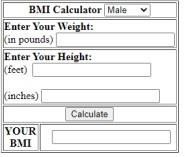 BMI Calculator Male
Enter Your Weight:
(in pounds)
Enter Your Height:
(feet)
(inches)
Calculate
YOUR
BMI